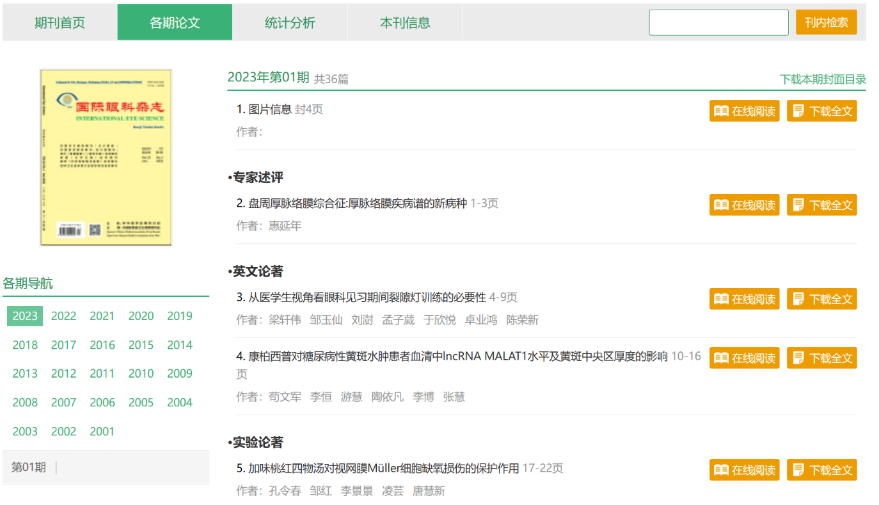 期刊首页
各期论文
统计分析
本刊信息
刊内检索
国际眼科杂志
INTERNATIONAL EYE SCIENCE
2023年第01期 共36篇
下载本期封面目录
1. 图片信息 封4页
在线阅读 下载全文
作者：
•专家述评
2. 盘周厚脉络膜综合征:厚脉络膜疾病谱的新病种 1-3页
在线阅读 下载全文
作者：惠延年
•英文论著
3. 从医学生视角看眼科见习期间裂隙灯训练的必要性 4-9页
在线阅读 下载全文
作者：梁轩伟 邹玉仙 刘澍 孟子葳 于欣悦 卓业鸿 陈荣新
4. 康柏西普对糖尿病性黄斑水肿患者血清中lncRNA MALAT1水平及黄斑中央区厚度的影响 10-16
页
在线阅读 下载全文
作者：苟文军 李恒 游慧 陶依凡 李博 张慧
•实验论著
5. 加味桃红四物汤对视网膜Müller细胞缺氧损伤的保护作用 17-22页
在线阅读 下载全文
作者：孔令春 邹红 李景景 凌芸 唐慧新
各期导航
2023 2022 2021 2020 2019
2018 2017 2016 2015 2014
2013 2012 2011 2010 2009
2008 2007 2006 2005 2004
2003 2002 2001
第01期